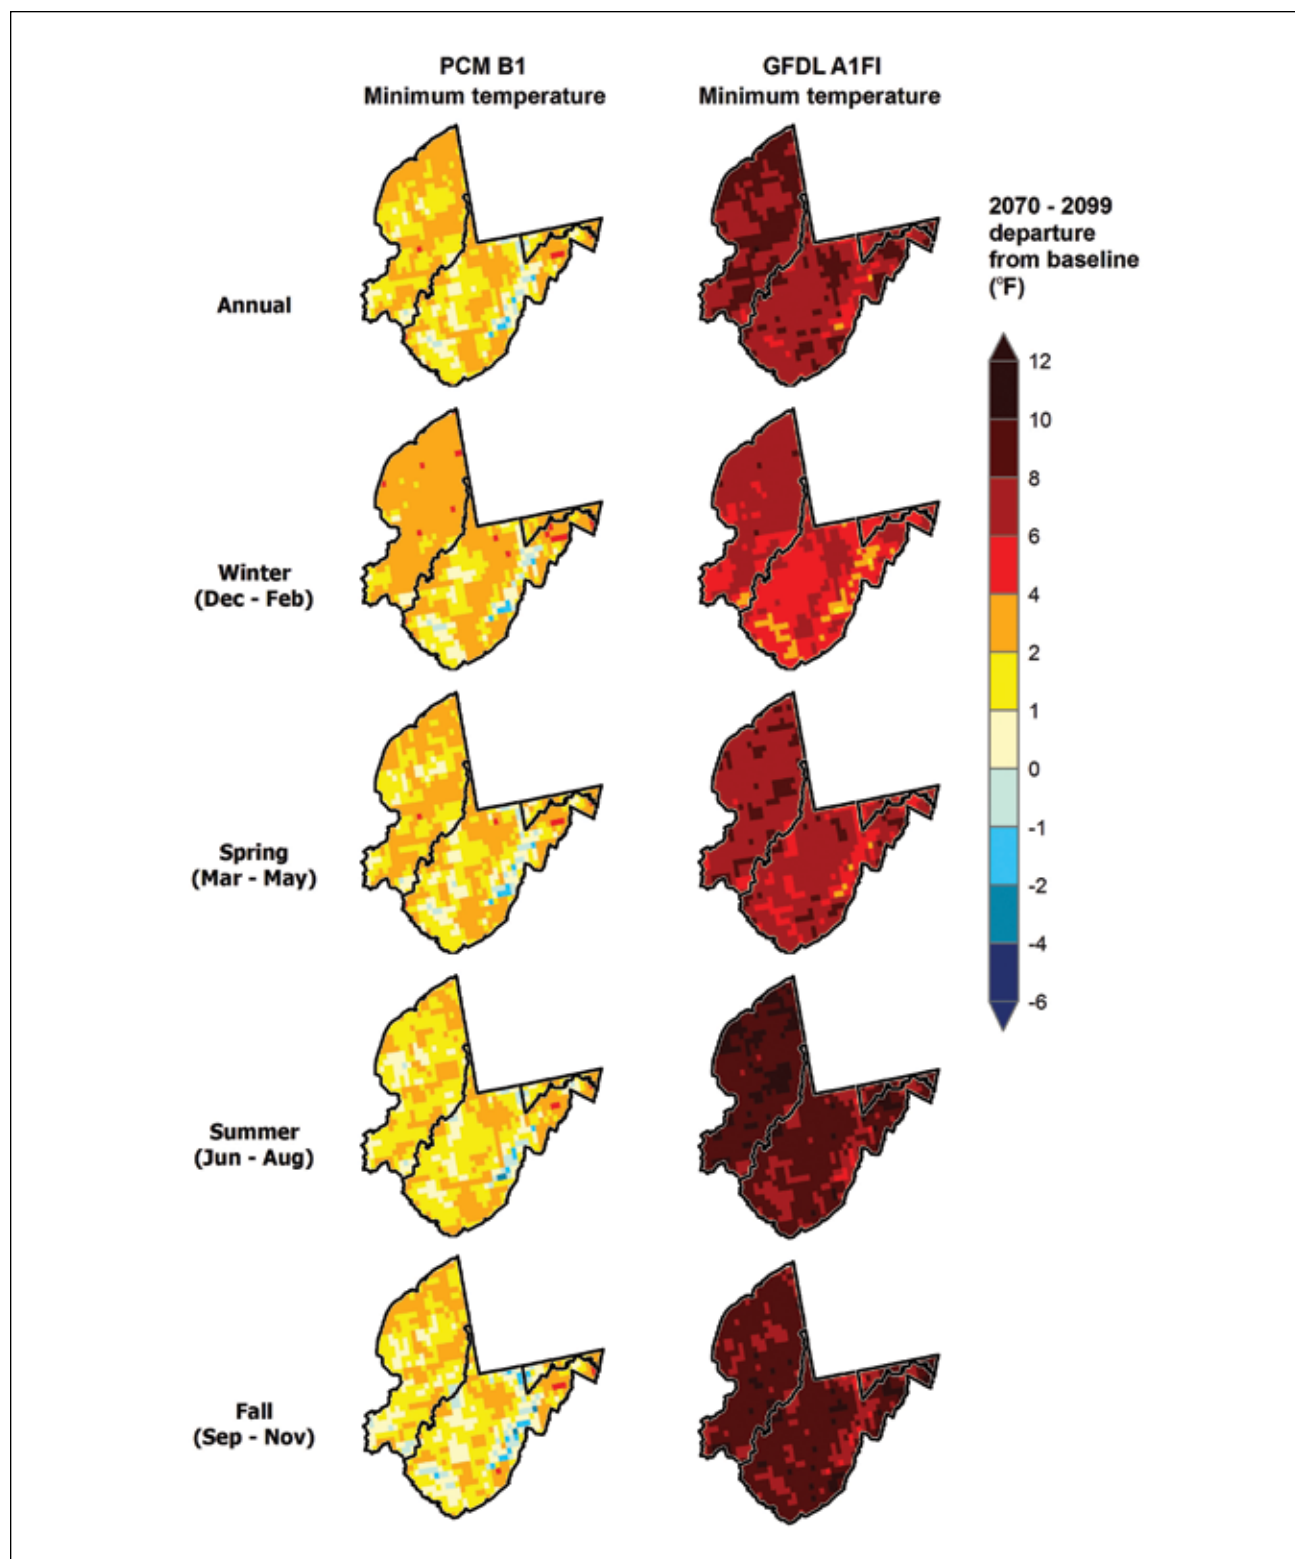 PCM B1
Minimum temperature
GFDL A1FI
Minimum temperature
2070 - 2099
departure
from baseline
(°F)
Annual
12
10
8
6
Winter
(Dec - Feb)
4
2
1
0
-1
Spring
(Mar - May)
-2
-4
-6
Summer
(Jun - Aug)
Fall
(Sep - Nov)